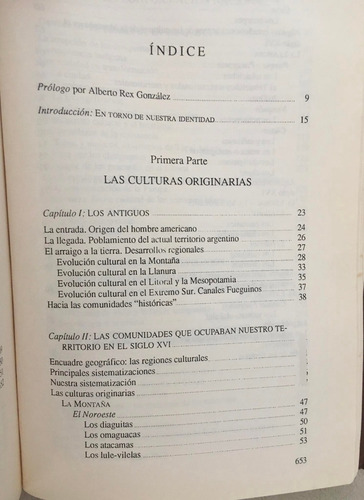 ÍNDICE
Prólogo por Alberto Rex González 9
Introducción: EN TORNO DE NUESTRA IDENTIDAD 15
Primera Parte
LAS CULTURAS ORIGINARIAS
Capítulo I: LOS ANTIGUOS 23
La entrada. Origen del hombre americano 24
La llegada. Poblamiento del actual territorio argentino 26
El arraigo a la tierra. Desarrollos regionales 27
Evolución cultural en la Montaña 28
Evolución cultural en la Llanura 33
Evolución cultural en el Litoral y la Mesopotamia 35
Evolución cultural en el Extremo Sur. Canales Fueguinos 37
Hacia las comunidades "históricas" 38
Capítulo II: LAS COMUNIDADES QUE OCUPABAN NUESTRO TE-
RRITORIO EN EL SIGLO XVI
Encuadre geográfico: las regiones culturales
Principales sistematizaciones
Nuestra sistematización
Las culturas originarias
LA MONTAÑA 47
El Noroeste 47
Los diaguitas 50
Los omaguacas 51
Los atacamas 53
Los lule-vilelas
653